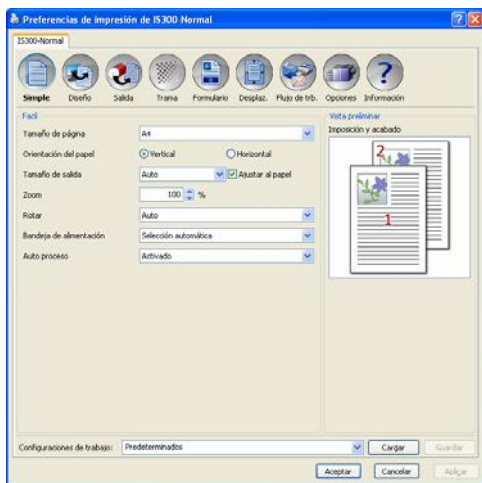 Preferencias de impresión de IS300-Normal
IS300-Normal
Simple Diseño Salida Trama Formulario Desplaz. Flujo de trb. Opciones Información
Facil
Tamaño de página A4
Orientación del papel Vertical Horizontal
Tamaño de salida Auto Ajustar al papel
Zoom 100 %
Rotar Auto
Bandeja de alimentación Selección automática
Auto proceso Activado
Vista preliminar
Imposición y acabado
2
1
Configuraciones de trabajo: Predeterminados Cargar Guardar
Aceptar Cancelar Aplicar